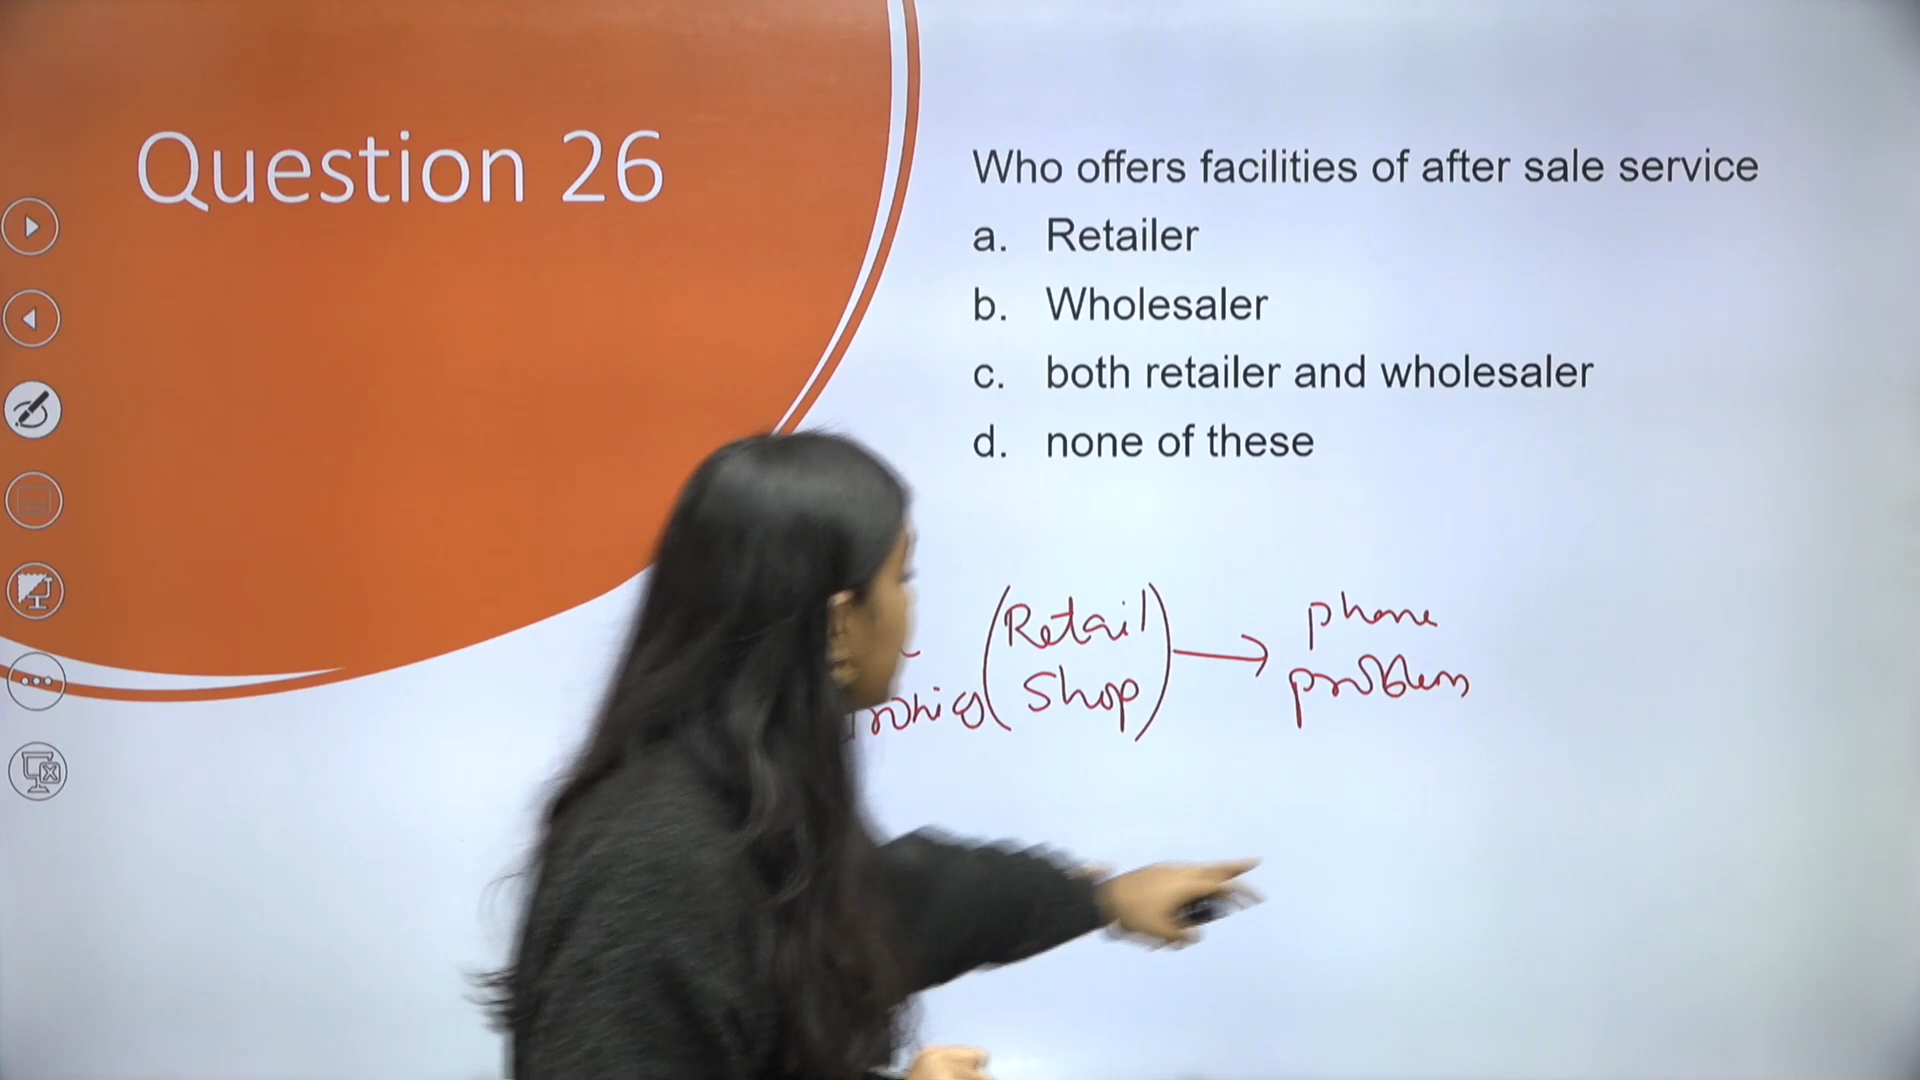 Question 26
Who offers facilities of after sale service
a. Retailer
b. Wholesaler
c. both retailer and wholesaler
d. none of these
(Retail
Shop)
phone
problem